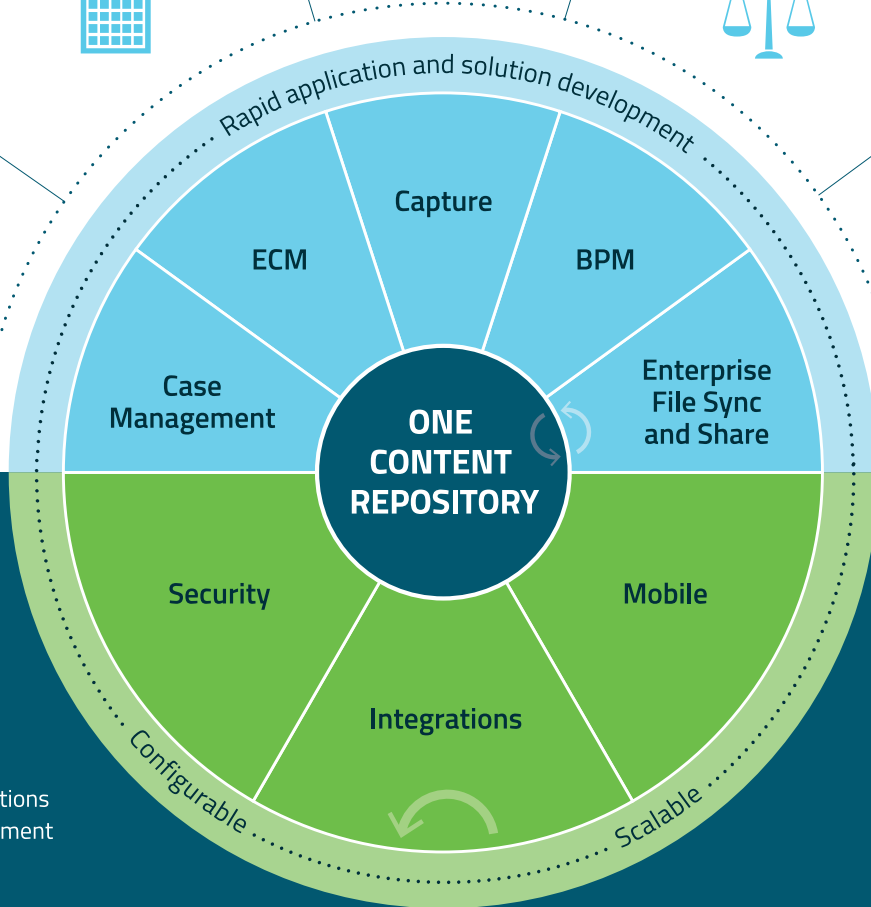 Rapid application and solution development
Capture
ECM
BPM
Case
Management
Enterprise
File Sync
and Share
ONE
CONTENT
REPOSITORY
Security
Mobile
Integrations
Configurable
Scalable
tions
ment